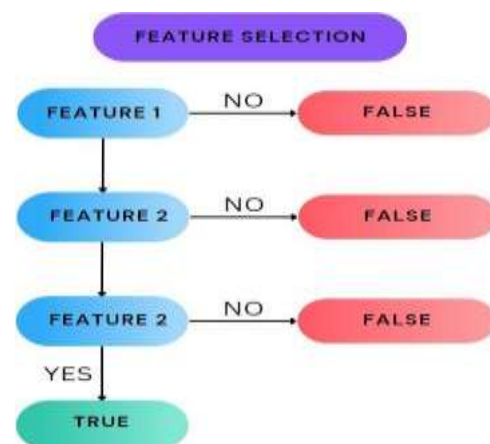 FEATURE SELECTION
FEATURE 1
NO
FALSE
FEATURE 2
NO
FALSE
FEATURE 2
NO
FALSE
YES
TRUE